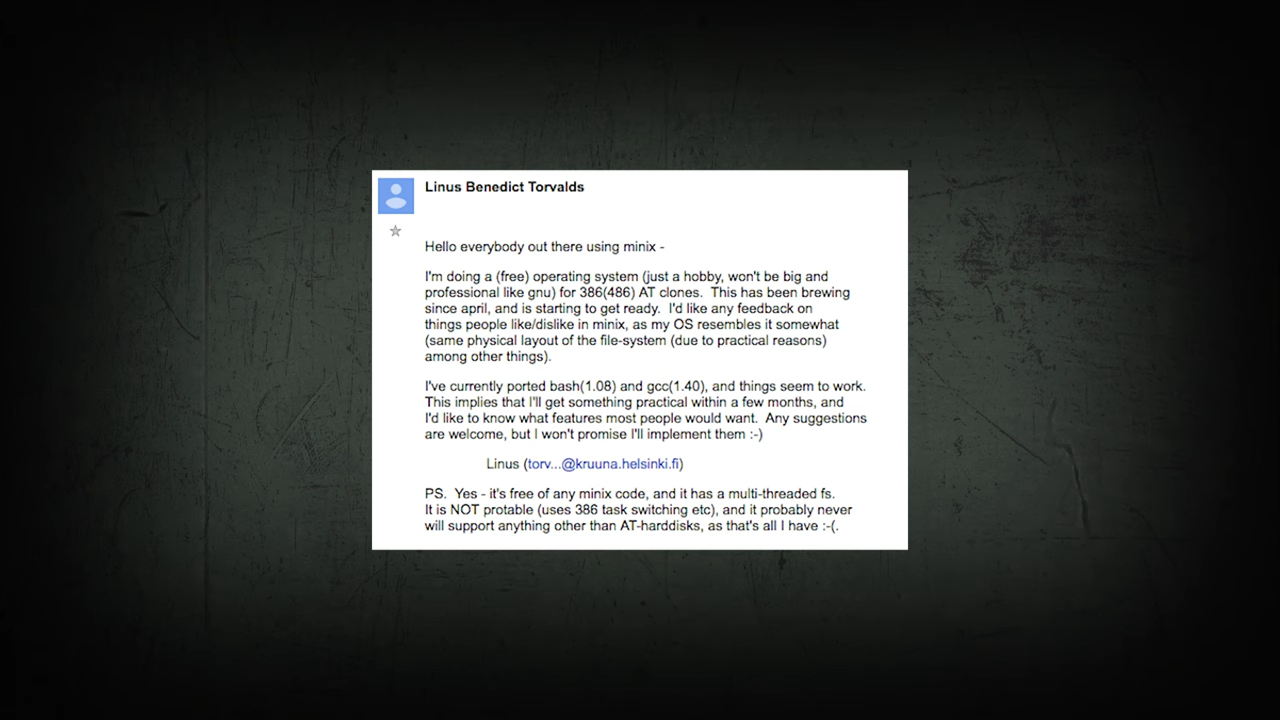 Linus Benedict Torvalds
Hello everybody out there using minix -
I'm doing a (free) operating system (just a hobby, won't be big and
professional like gnu) for 386(486) AT clones.  This has been brewing
since april, and is starting to get ready.  I'd like any feedback on
things people like/dislike in minix, as my OS resembles it somewhat
(same physical layout of the file-system (due to practical reasons)
among other things).
I've currently ported bash(1.08) and gcc(1.40), and things seem to work.
This implies that I'll get something practical within a few months, and
I'd like to know what features most people would want.  Any suggestions
are welcome, but I won't promise I'll implement them :-)
Linus (torv...@kruuna.helsinki.fi)
PS.  Yes - it's free of any minix code, and it has a multi-threaded fs.
It is NOT protable (uses 386 task switching etc), and it probably never
will support anything other than AT-harddisks, as that's all I have :-(.